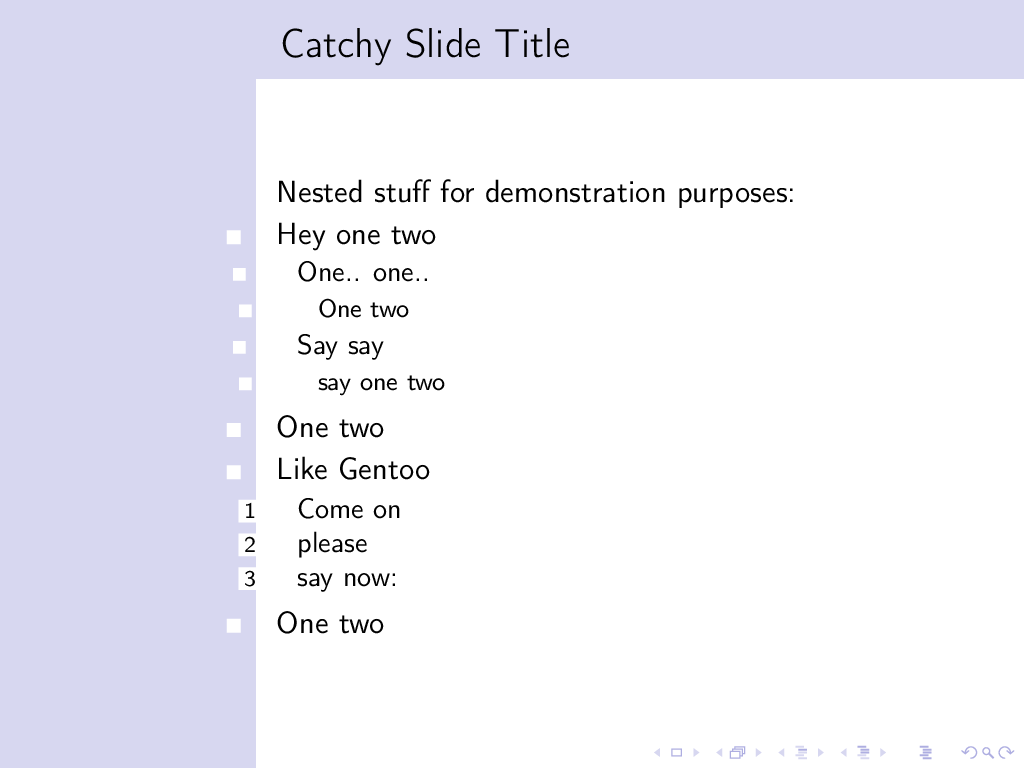 Catchy Slide Title
Nested stuff for demonstration purposes:
Hey one two
One.. one..
One two
Say say
say one two
One two
Like Gentoo
1 Come on
2 please
3 say now:
One two